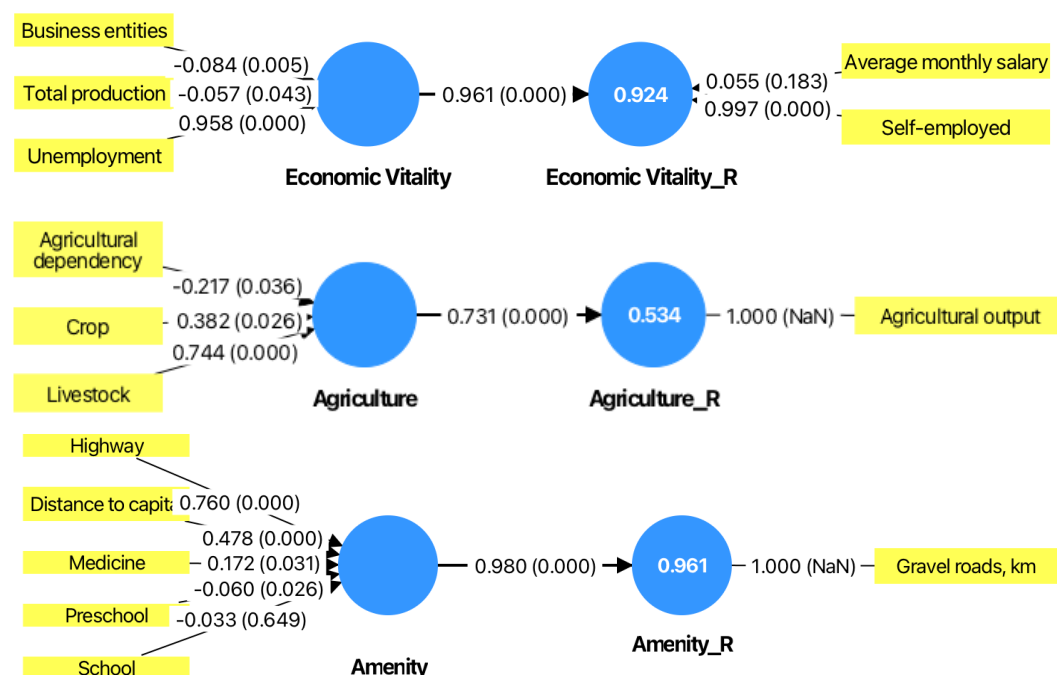 Business entities
-0.084 (0.005)
Total production
-0.057 (0.043)
0.958 (0.000)
Unemployment
0.961 (0.000)
0.924
0.055 (0.183)
0.997 (0.000)
Average monthly salary
Self-employed
Economic Vitality
Economic Vitality_R
Agricultural
dependency
-0.217 (0.036)
Crop
0.382 (0.026)
0.744 (0.000)
Livestock
0.731 (0.000)
0.534
1.000 (NaN)
Agricultural output
Agriculture
Agriculture_R
Highway
0.760 (0.000)
Distance to capita
0.478 (0.000)
Medicine
0.172 (0.031)
-0.060 (0.026)
Preschool
-0.033 (0.649)
School
0.980 (0.000)
0.961
1.000 (NaN)
Gravel roads, km
Amenity
Amenity_R